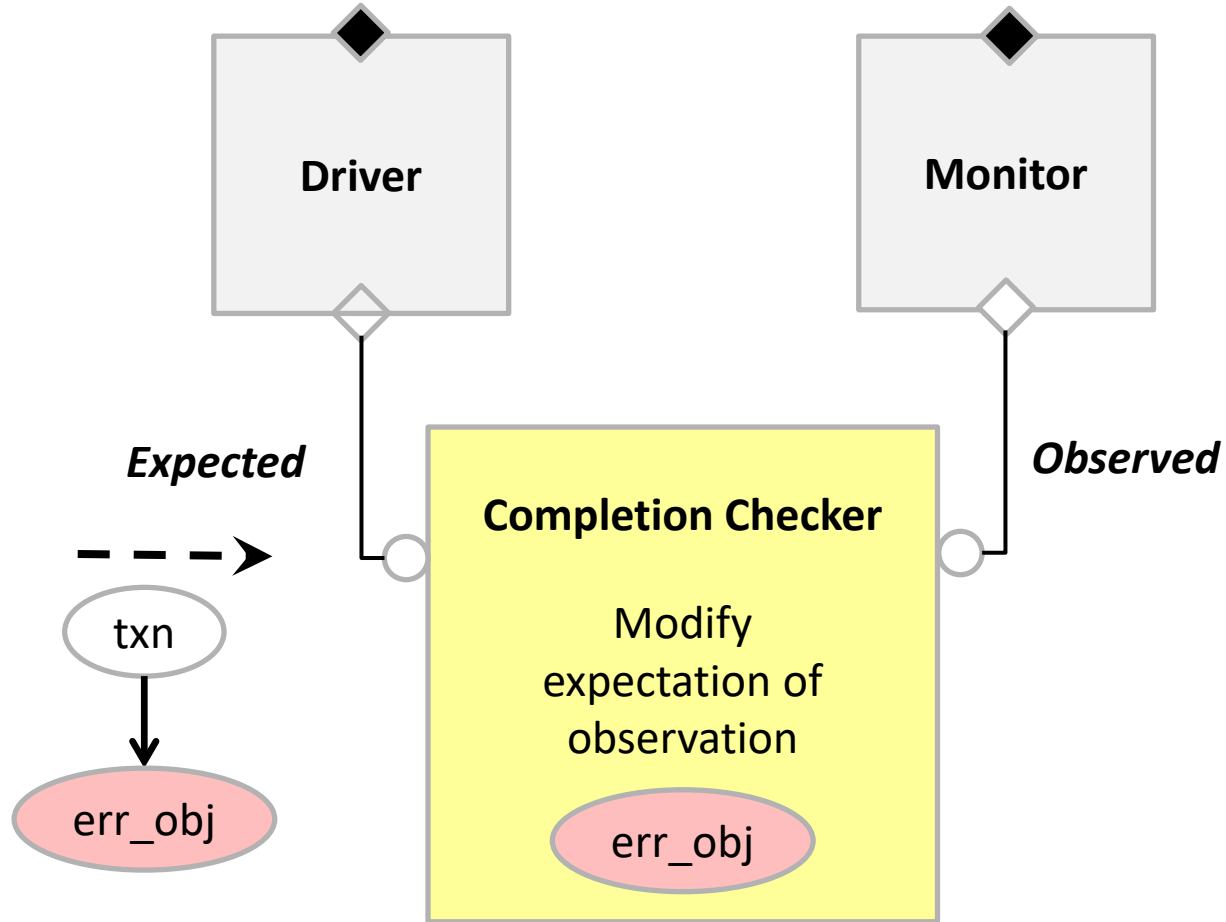 Driver
Monitor
Expected
Observed
Completion Checker
txn
Modify
expectation of
observation
err_obj
err_obj